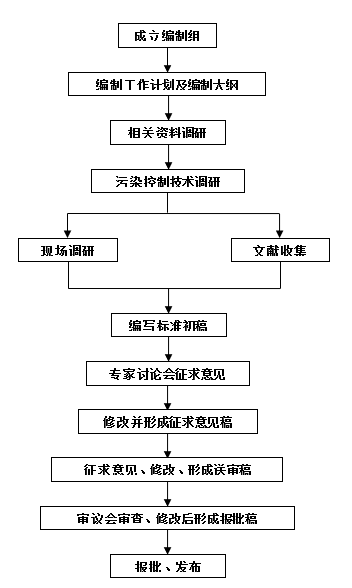 成立编制组
编制工作计划及编制大纲
相关资料调研
污染控制技术调研
现场调研
文献收集
编写标准初稿
专家讨论会征求意见
修改并形成征求意见稿
征求意见、修改、形成送审稿
审议会审查、修改后形成报批稿
报批、发布